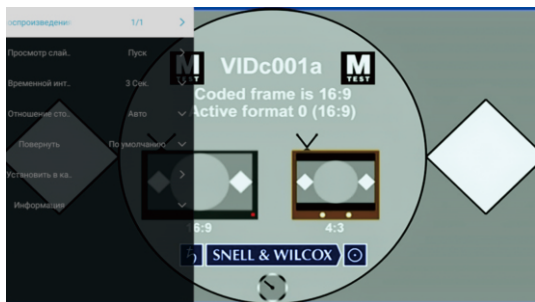 оспроизведени 1/1
Просмотр слай.. Пуск
Временной инт.. 3 Сек.
Отношение сто.. Авто
Повернуть По умолчанию
Установить в ка..
Информация
M TEST
VIDc001a
M TEST
Coded frame is 16:9
Active format 0 (16:9)
16:9
4:3
SNELL & WILCOX